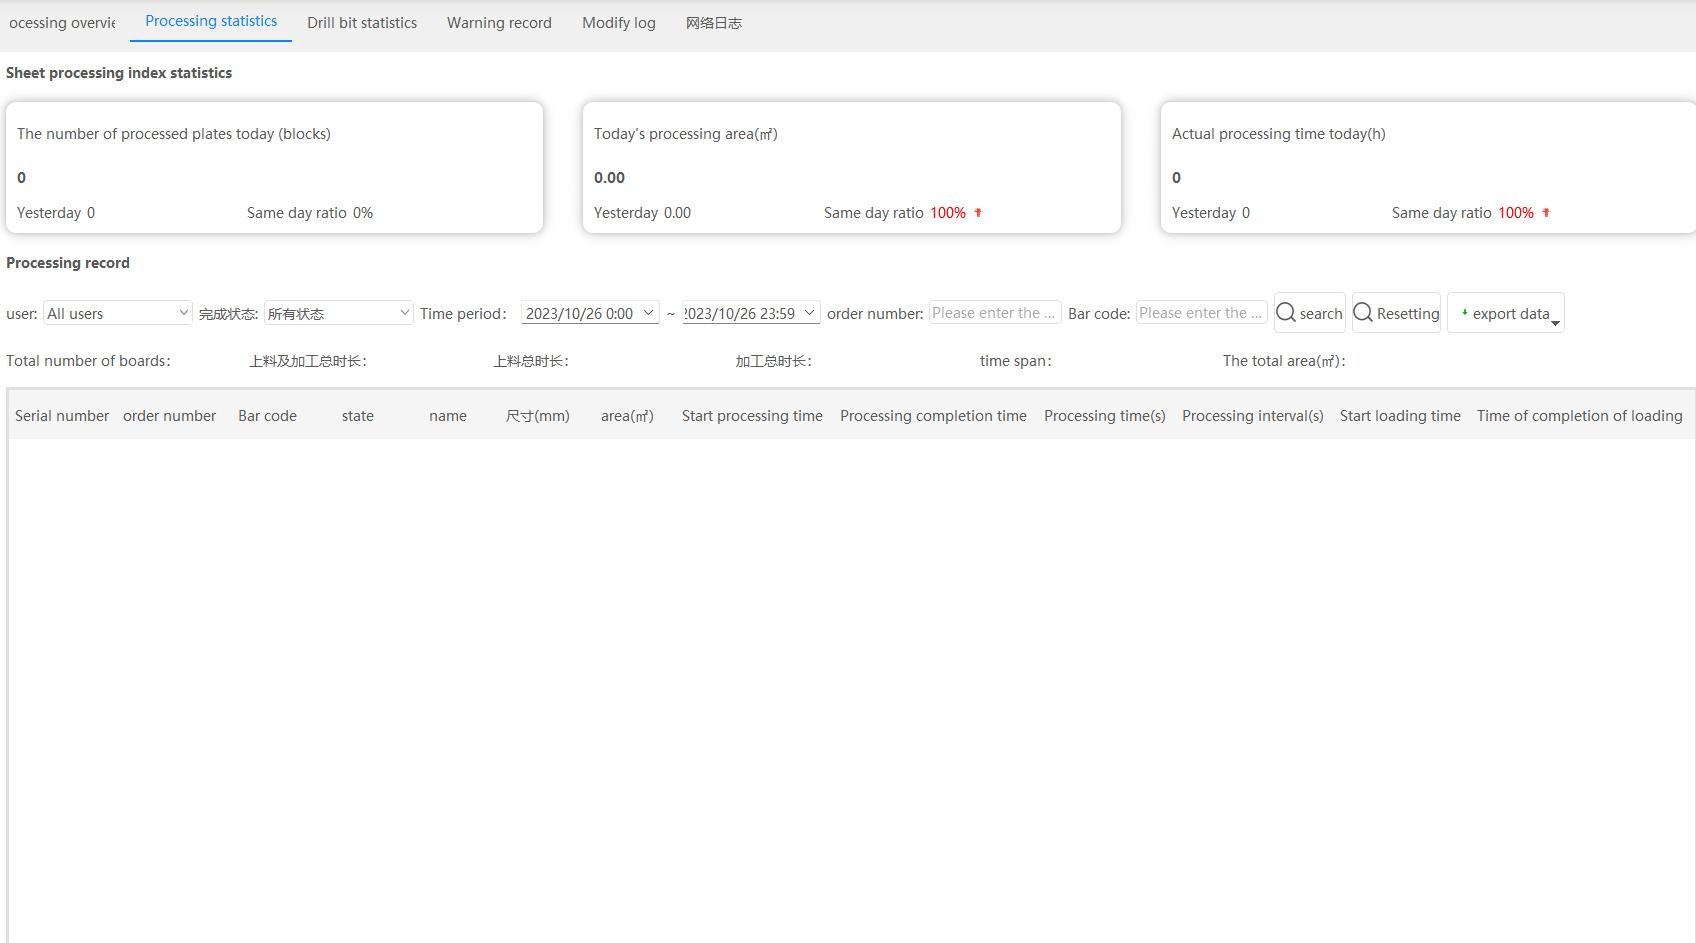 ocessing overvie Processing statistics Drill bit statistics Warning record Modify log 网络日志
Sheet processing index statistics
The number of processed plates today (blocks)
0
Yesterday 0 Same day ratio 0%
Today's processing area(㎡)
0.00
Yesterday 0.00 Same day ratio 100%
Actual processing time today(h)
0
Yesterday 0 Same day ratio 100%
Processing record
user: All users 完成状态: 所有状态 Time period: 2023/10/26 0:00 ~ 2023/10/26 23:59 order number: Please enter the ... Bar code: Please enter the ... search Resetting export data
Total number of boards: 上料及加工总时长: 上料总时长: 加工总时长: time span: The total area(㎡):
Serial number order number Bar code state name 尺寸(mm) area(㎡) Start processing time Processing completion time Processing time(s) Processing interval(s) Start loading time Time of completion of loading